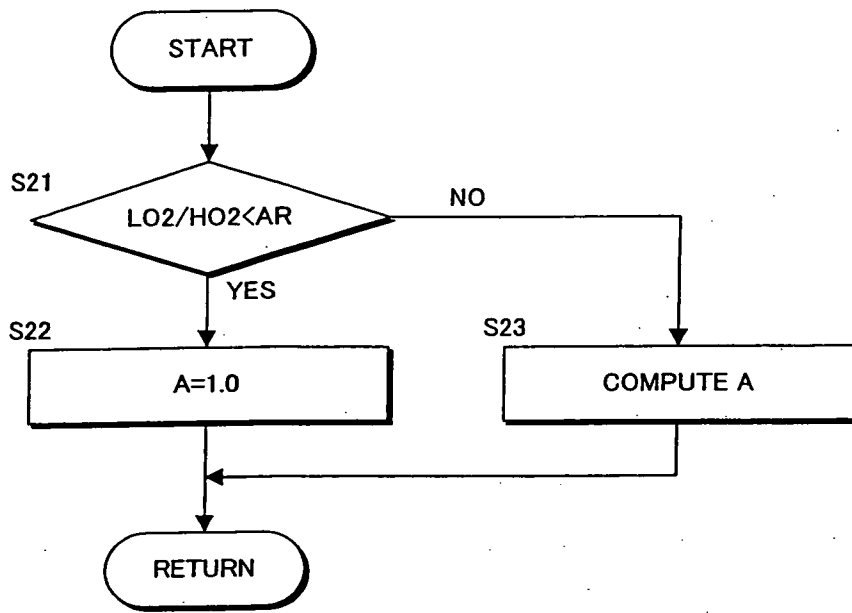 START
S21
LO2/HO2<AR
NO
YES
S22
A=1.0
S23
COMPUTE A
RETURN